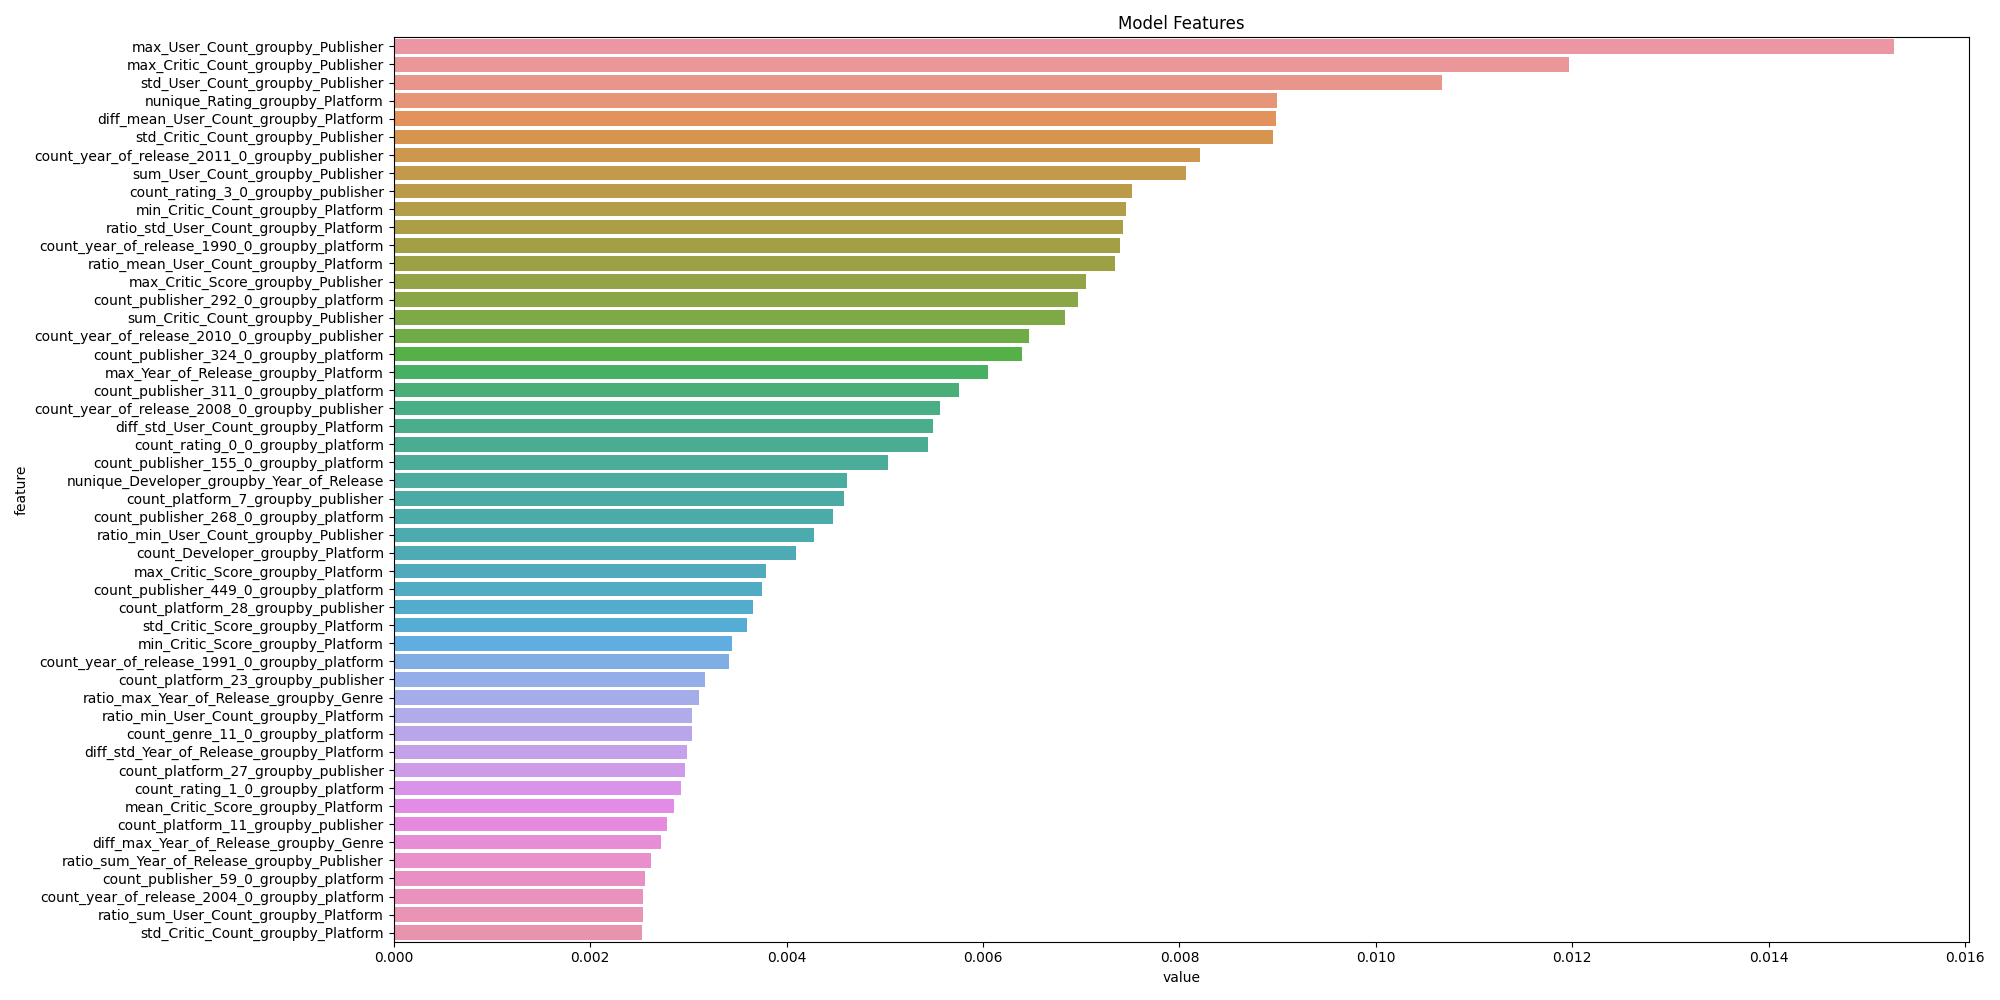 Model Features
max_User_Count_groupby_Publisher
max_Critic_Count_groupby_Publisher
std_User_Count_groupby_Publisher
nunique_Rating_groupby_Platform
diff_mean_User_Count_groupby_Platform
std_Critic_Count_groupby_Publisher
count_year_of_release_2011_0_groupby_publisher
sum_User_Count_groupby_Publisher
count_rating_3_0_groupby_publisher
min_Critic_Count_groupby_Platform
ratio_std_User_Count_groupby_Platform
count_year_of_release_1990_0_groupby_platform
ratio_mean_User_Count_groupby_Platform
max_Critic_Score_groupby_Publisher
count_publisher_292_0_groupby_platform
sum_Critic_Count_groupby_Publisher
count_year_of_release_2010_0_groupby_publisher
count_publisher_324_0_groupby_platform
max_Year_of_Release_groupby_Platform
count_publisher_311_0_groupby_platform
count_year_of_release_2008_0_groupby_publisher
diff_std_User_Count_groupby_Platform
count_rating_0_0_groupby_platform
count_publisher_155_0_groupby_platform
nunique_Developer_groupby_Year_of_Release
count_platform_7_groupby_publisher
count_publisher_268_0_groupby_platform
ratio_min_User_Count_groupby_Publisher
count_Developer_groupby_Platform
max_Critic_Score_groupby_Platform
count_publisher_449_0_groupby_platform
count_platform_28_groupby_publisher
std_Critic_Score_groupby_Platform
min_Critic_Score_groupby_Platform
count_year_of_release_1991_0_groupby_platform
count_platform_23_groupby_publisher
ratio_max_Year_of_Release_groupby_Genre
ratio_min_User_Count_groupby_Platform
count_genre_11_0_groupby_platform
diff_std_Year_of_Release_groupby_Platform
count_platform_27_groupby_publisher
count_rating_1_0_groupby_platform
mean_Critic_Score_groupby_Platform
count_platform_11_groupby_publisher
diff_max_Year_of_Release_groupby_Genre
ratio_sum_Year_of_Release_groupby_Publisher
count_publisher_59_0_groupby_platform
count_year_of_release_2004_0_groupby_platform
ratio_sum_User_Count_groupby_Platform
std_Critic_Count_groupby_Platform
feature
0.000 0.002 0.004 0.006 0.008 0.010 0.012 0.014 0.016
value